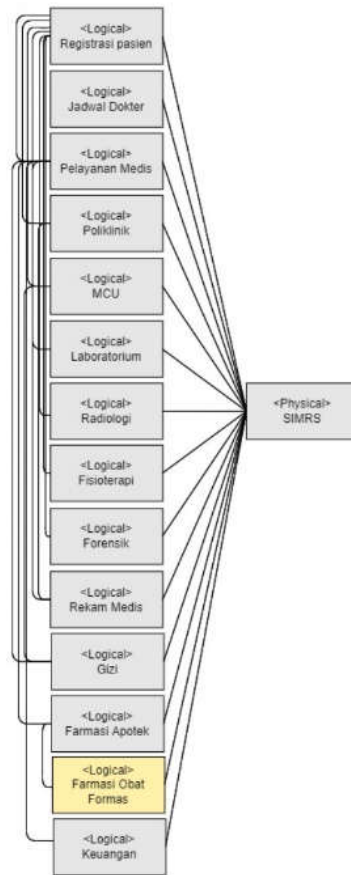 <Logical>
Registrasi pasien
<Logical>
Jadwal Dokter
<Logical>
Pelayanan Medis
<Logical>
Poliklinik
<Logical>
MCU
<Logical>
Laboratorium
<Logical>
Radiologi
<Physical>
SIMRS
<Logical>
Fisioterapi
<Logical>
Forensik
<Logical>
Rekam Medis
<Logical>
Gizi
<Logical>
Farmasi Apotek
<Logical>
Farmasi Obat
Formas
<Logical>
Keuangan